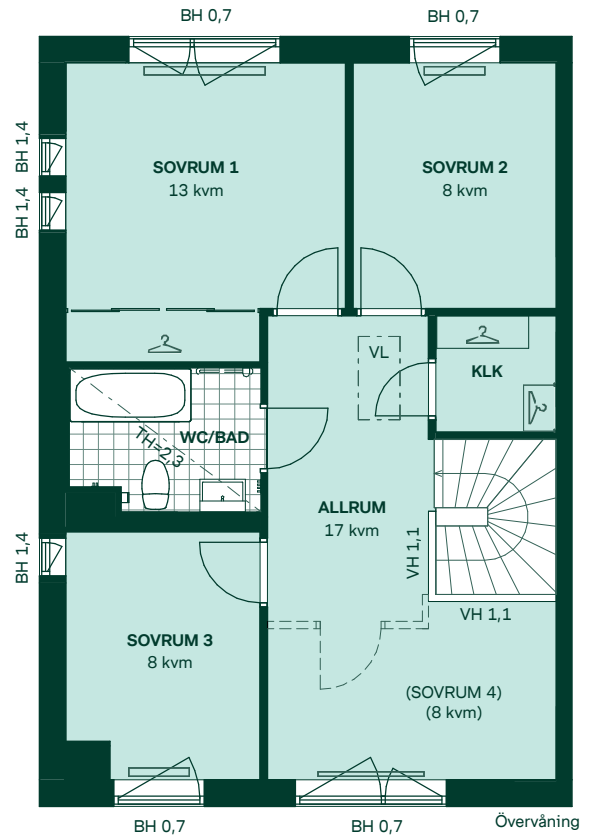 BH 0,7
BH 0,7
BH 1,4
BH 1,4
SOVRUM 1
13 kvm
SOVRUM 2
8 kvm
VL
KLK
WC/BAD
TH=2,3
ALLRUM
17 kvm
VH 1,1
VH 1,1
BH 1,4
SOVRUM 3
8 kvm
(SOVRUM 4)
(8 kvm)
BH 0,7
BH 0,7
Övervåning